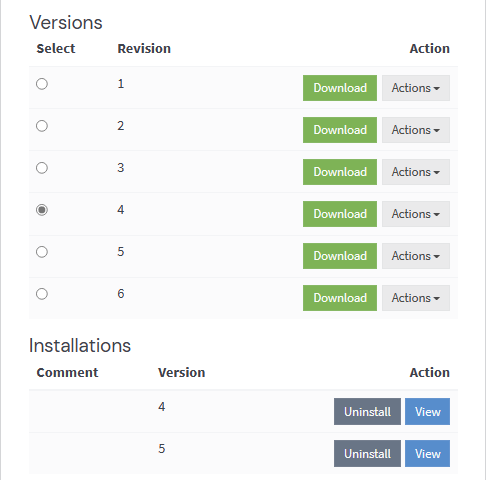 Versions
Select Revision Action
1 Download Actions
2 Download Actions
3 Download Actions
4 Download Actions
5 Download Actions
6 Download Actions
Installations
Comment Version Action
4 Uninstall View
5 Uninstall View